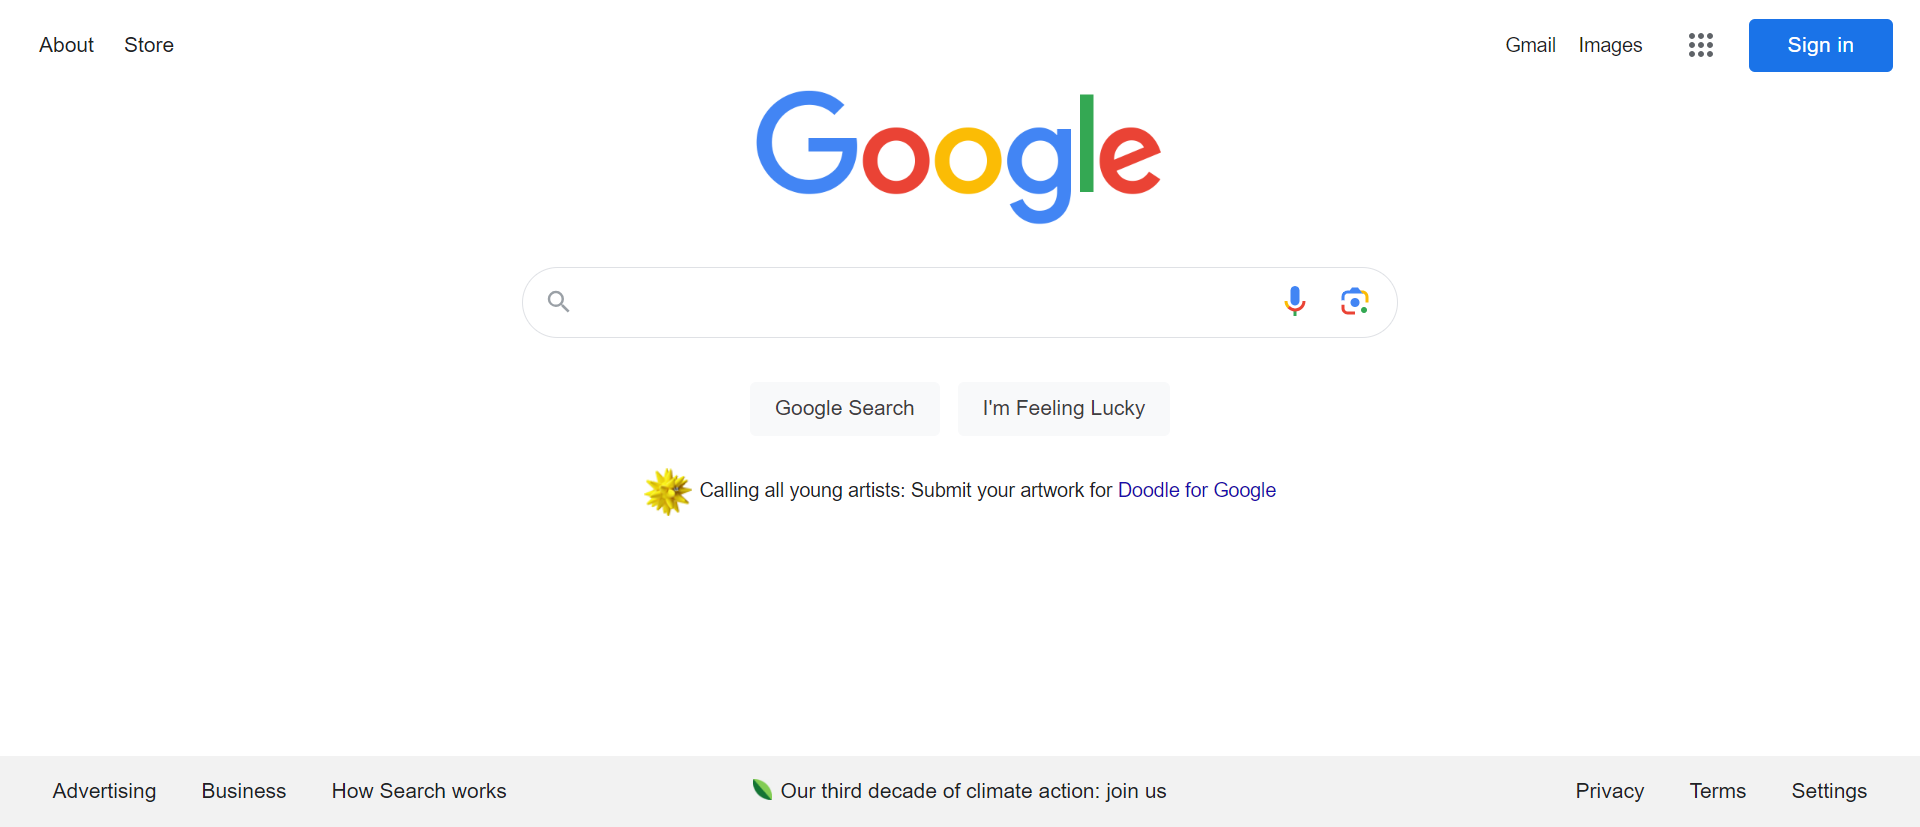 About Store Gmail Images Sign in
Google
Google Search I'm Feeling Lucky
Calling all young artists: Submit your artwork for Doodle for Google
Advertising Business How Search works Our third decade of climate action: join us Privacy Terms Settings